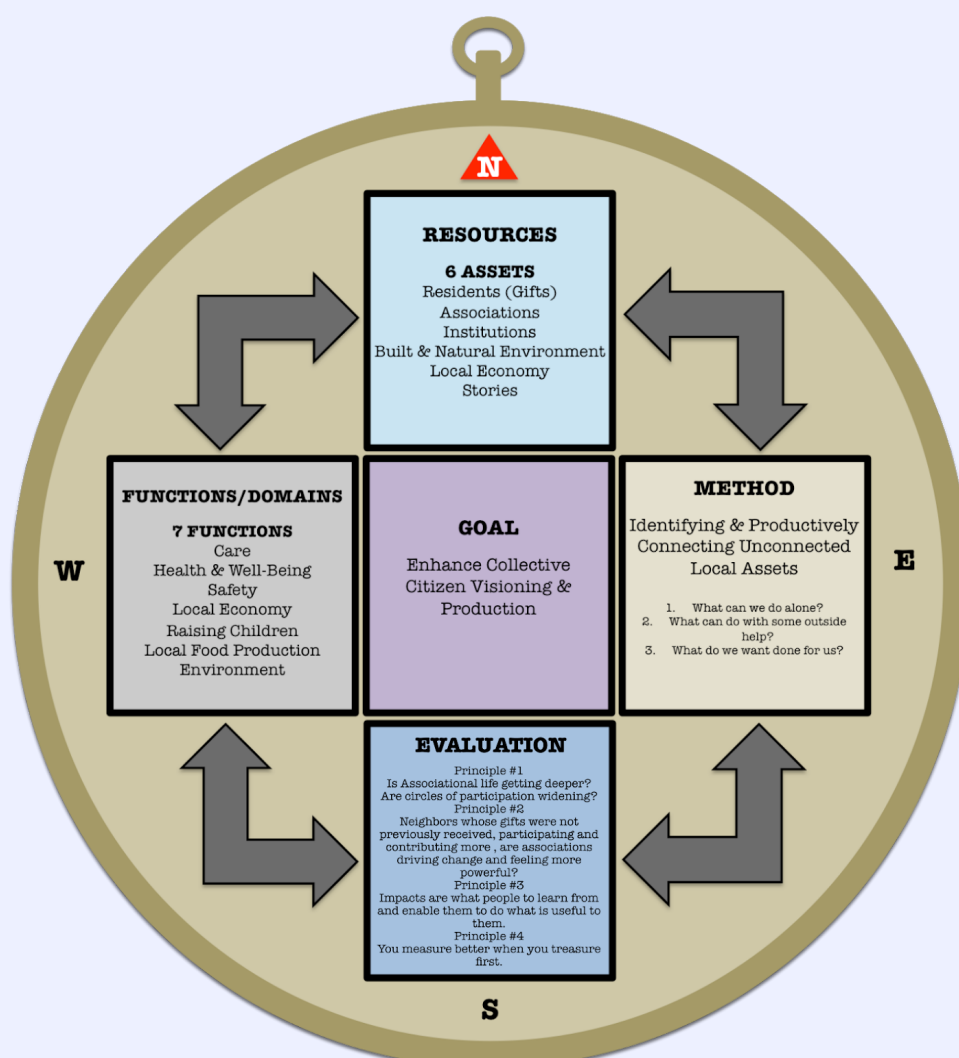 N
RESOURCES
6 ASSETS
Residents (Gifts)
Associations
Institutions
Built & Natural Environment
Local Economy
Stories
W
FUNCTIONS/DOMAINS
7 FUNCTIONS
Care
Health & Well-Being
Safety
Local Economy
Raising Children
Local Food Production
Environment
GOAL
Enhance Collective
Citizen Visioning &
Production
METHOD
Identifying & Productively
Connecting Unconnected
Local Assets
1. What can we do alone?
2. What can do with some outside
help?
3. What do we want done for us?
E
EVALUATION
Principle #1
Is Associational life getting deeper?
Are circles of participation widening?
Principle #2
Neighbors whose gifts were not
previously received, participating and
contributing more , are associations
driving change and feeling more
powerful?
Principle #3
Impacts are what people to learn from
and enable them to do what is useful to
them.
Principle #4
You measure better when you treasure
first.
S